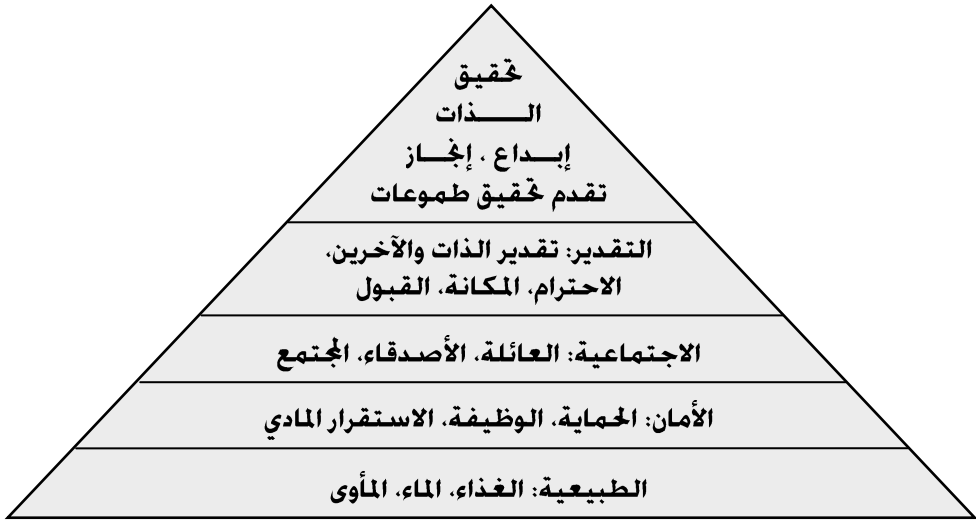 تحقيق
الـــــذات
إبـــداع ، إنجـــاز
تقدم تحقيق طموعات
التقدير: تقدير الذات والآخرين،
الاحترام، المكانة، القبول
الاجتماعية: العائلة، الأصدقاء، المجتمع
الأمان: الحماية، الوظيفة، الاستقرار المادي
الطبيعية: الغذاء، الماء، المأوى